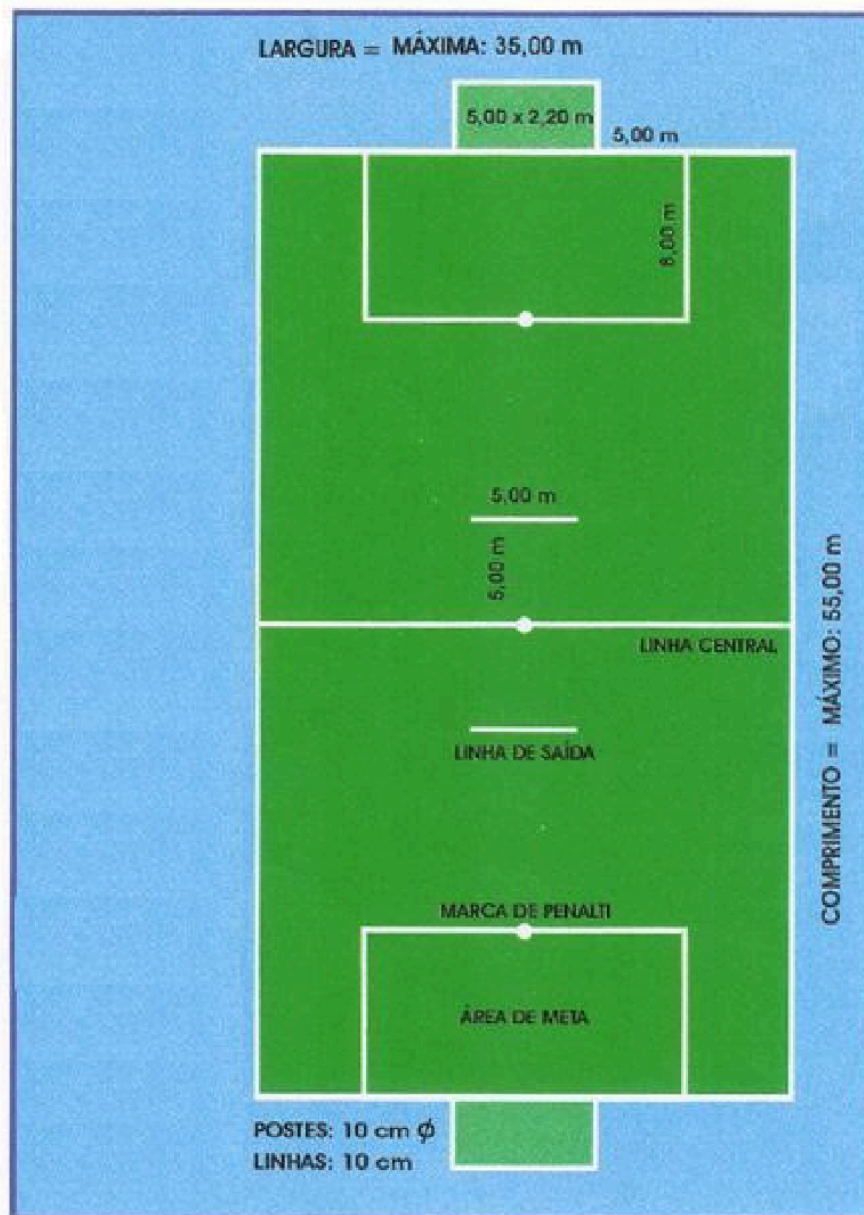 LARGURA = MÁXIMA: 35,00 m
5,00 x 2,20 m
5,00 m
8,00 m
5,00 m
5,00 m
LINHA CENTRAL
COMPRIMENTO = MÁXIMO: 55,00 m
LINHA DE SAÍDA
MARCA DE PENALTI
ÁREA DE META
POSTES: 10 cm ϕ
LINHAS: 10 cm